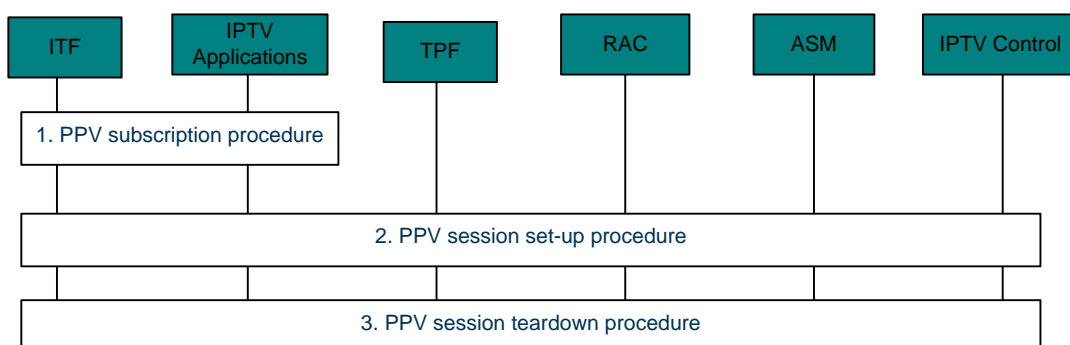 ITF
IPTV
Applications
TPF
RAC
ASM
IPTV Control
1. PPV subscription procedure
2. PPV session set-up procedure
3. PPV session teardown procedure